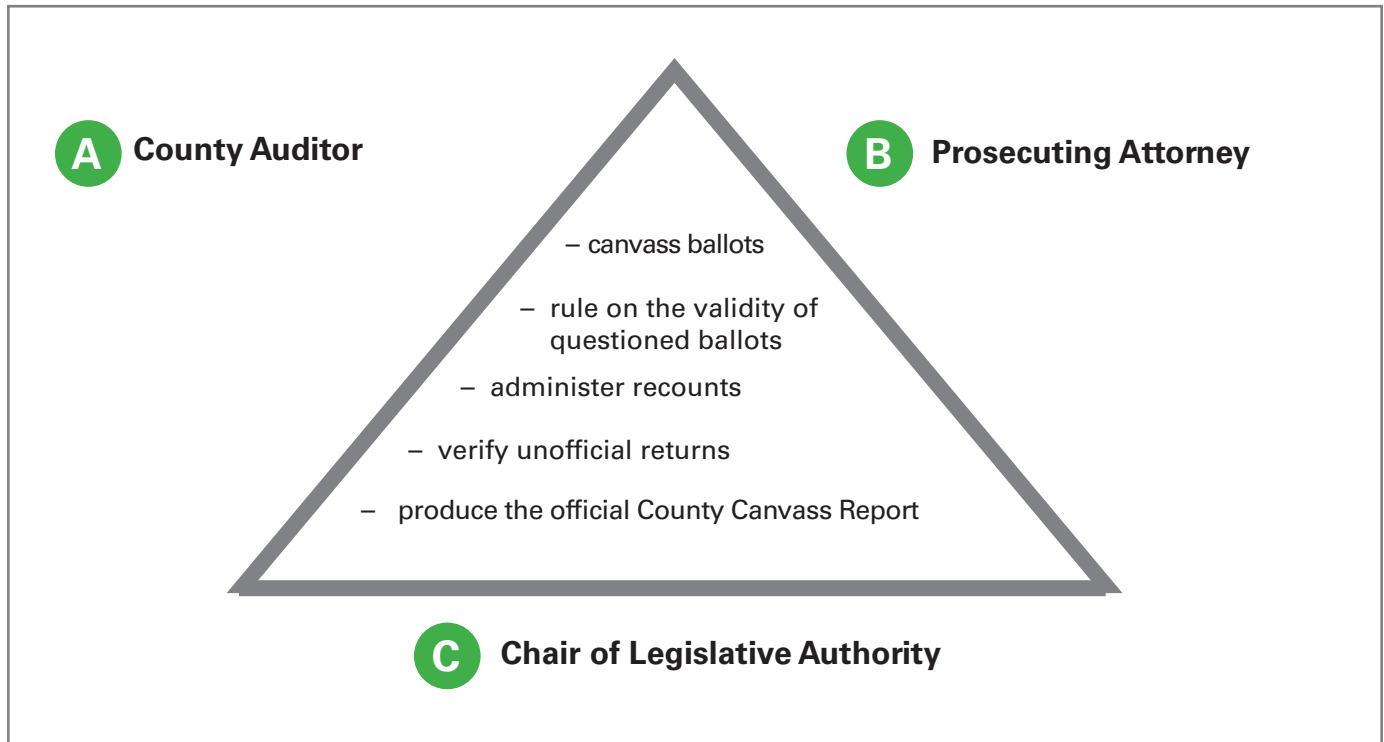 A County Auditor
B Prosecuting Attorney
– canvass ballots
– rule on the validity of
questioned ballots
– administer recounts
– verify unofficial returns
– produce the official County Canvass Report
C Chair of Legislative Authority